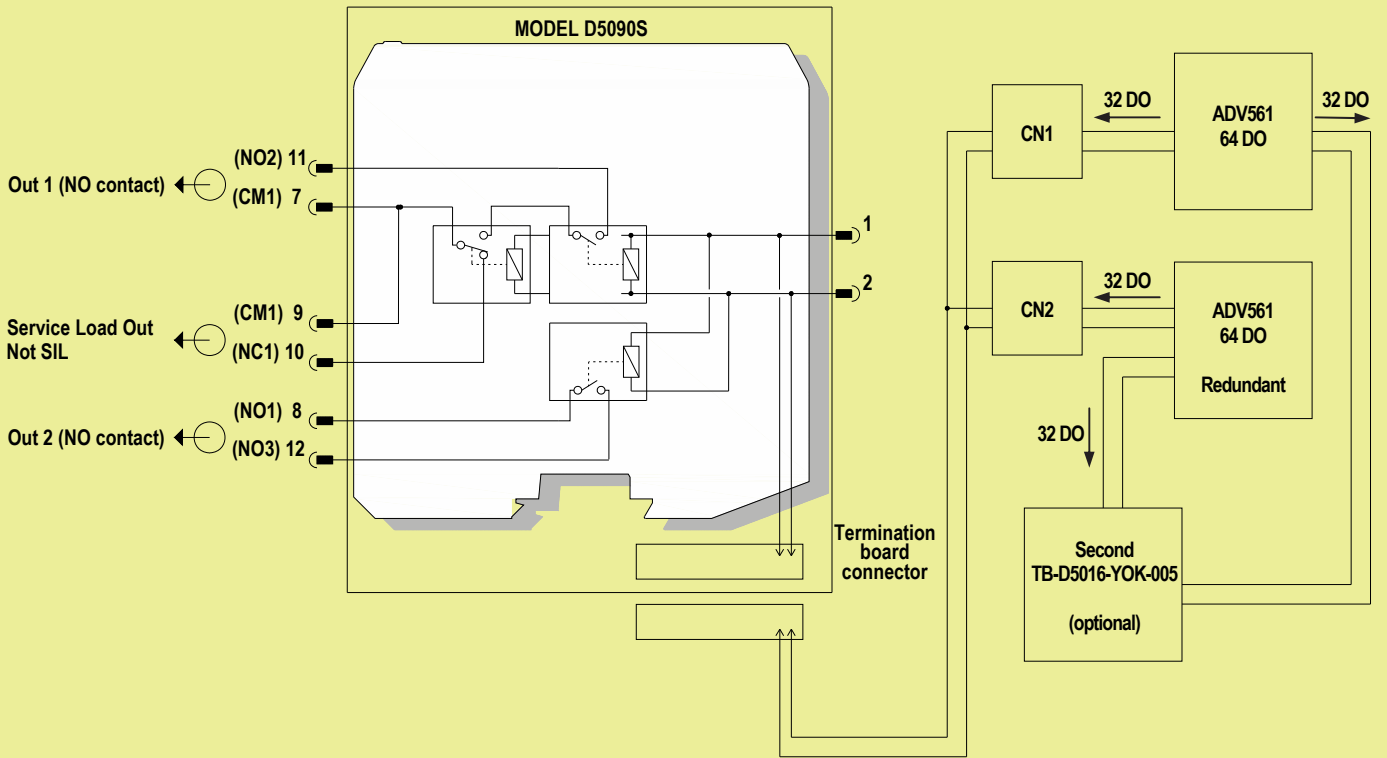 MODEL D5090S
Out 1 (NO contact)
(NO2) 11
(CM1) 7
Service Load Out
Not SIL
(CM1) 9
(NC1) 10
Out 2 (NO contact)
(NO1) 8
(NO3) 12
1
2
Termination
board
connector
CN1
32 DO
ADV561
64 DO
32 DO
CN2
32 DO
ADV561
64 DO
Redundant
32 DO
Second
TB-D5016-YOK-005
(optional)